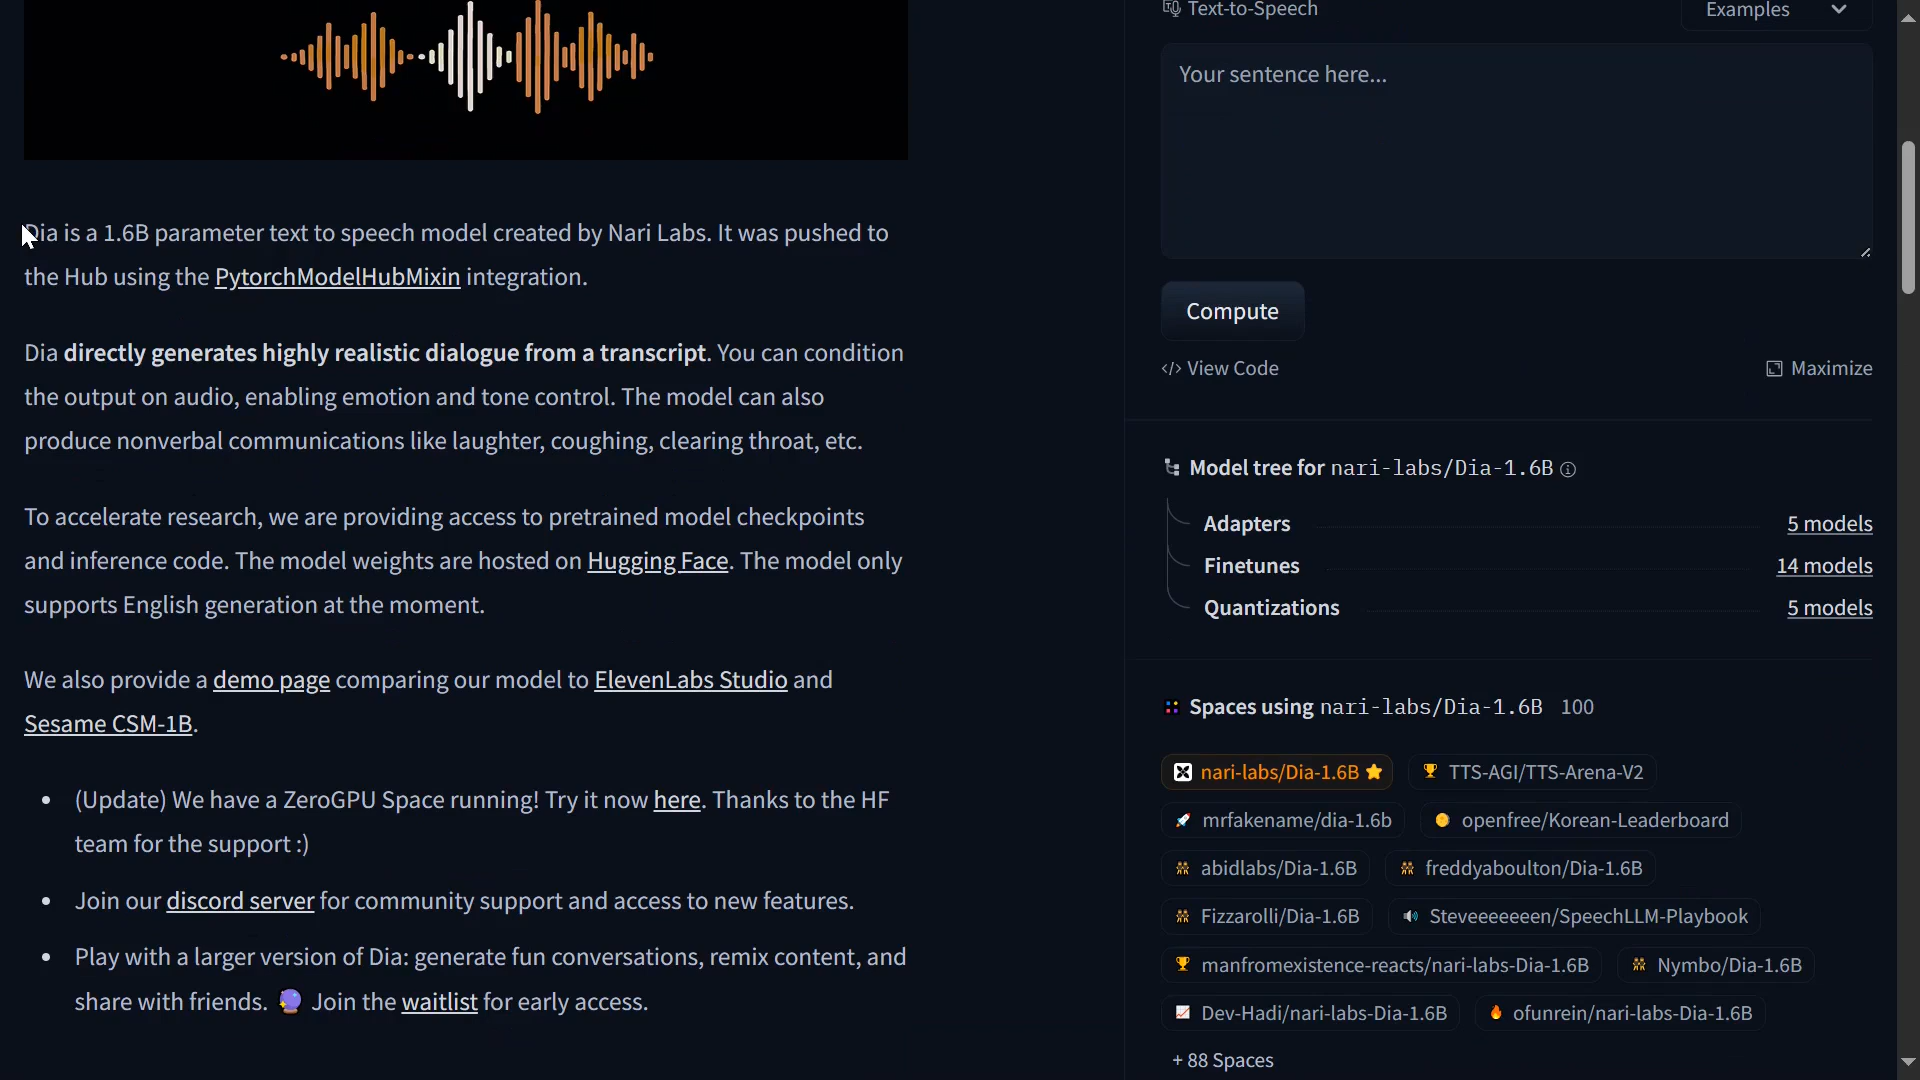 Dia is a 1.6B parameter text to speech model created by Nari Labs. It was pushed to
the Hub using the PytorchModelHubMixin integration.
Dia directly generates highly realistic dialogue from a transcript. You can condition
the output on audio, enabling emotion and tone control. The model can also
produce nonverbal communications like laughter, coughing, clearing throat, etc.
To accelerate research, we are providing access to pretrained model checkpoints
and inference code. The model weights are hosted on Hugging Face. The model only
supports English generation at the moment.
We also provide a demo page comparing our model to ElevenLabs Studio and
Sesame CSM-1B.
• (Update) We have a ZeroGPU Space running! Try it now here. Thanks to the HF
team for the support :)
• Join our discord server for community support and access to new features.
• Play with a larger version of Dia: generate fun conversations, remix content, and
share with friends. 🔮 Join the waitlist for early access.
Text-to-Speech
Examples
Your sentence here...
Compute
</> View Code
Maximize
Model tree for nari-labs/Dia-1.6B
Adapters 5 models
Finetunes 14 models
Quantizations 5 models
Spaces using nari-labs/Dia-1.6B 100
nari-labs/Dia-1.6B ⭐ 🏆 TTS-AGI/TTS-Arena-V2
🚀 mrfakename/dia-1.6b openfree/Korean-Leaderboard
👯 abidlabs/Dia-1.6B 👯 freddyaboulton/Dia-1.6B
👯 Fizzarolli/Dia-1.6B 🔊 Steveeeeeeen/SpeechLLM-Playbook
🏆 manfromexistence-reacts/nari-labs-Dia-1.6B 👯 Nymbo/Dia-1.6B
📈 Dev-Hadi/nari-labs-Dia-1.6B 🔥 ofunrein/nari-labs-Dia-1.6B
+ 88 Spaces